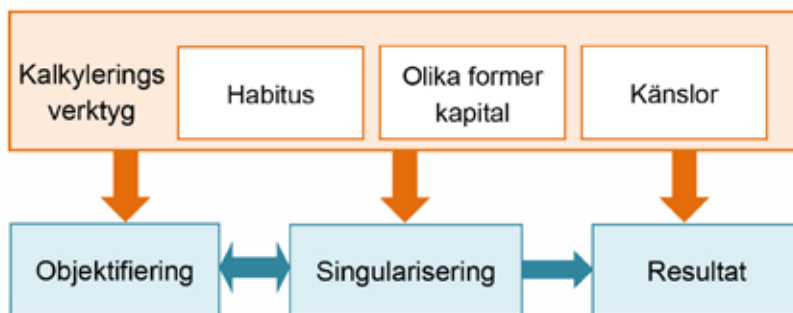 Kalkylerings
verktyg
Habitus
Olika former
kapital
Känslor
Objektifiering
Singularisering
Resultat